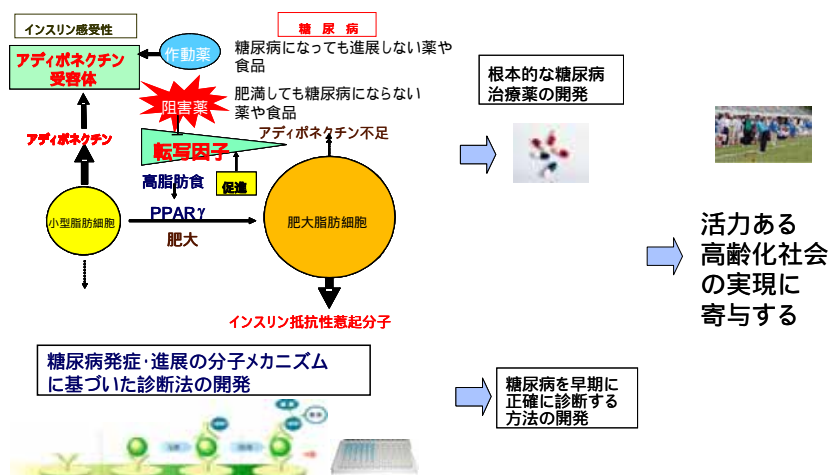 インスリン感受性
糖 尿 病
アディポネクチン
受容体
作動薬
糖尿病になっても進展しない薬や
食品
阻害薬
肥満しても糖尿病にならない
薬や食品
アディポネクチン
アディポネクチン不足
転写因子
高脂肪食
促進
小型脂肪細胞
PPARγ
肥大
肥大脂肪細胞
インスリン抵抗性惹起分子
根本的な糖尿病
治療薬の開発
活力ある
高齢化社会
の実現に
寄与する
糖尿病発症･進展の分子メカニズム
に基づいた診断法の開発
糖尿病を早期に
正確に診断する
方法の開発